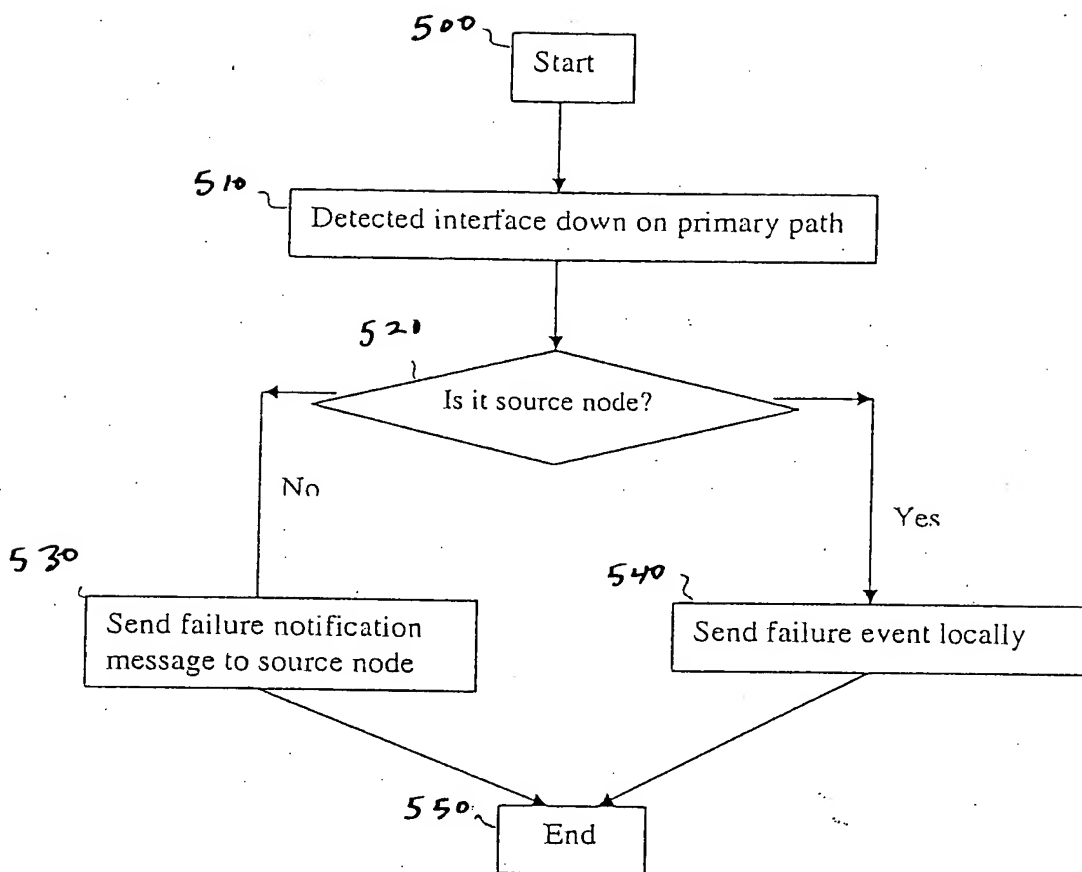 500
Start
510
Detected interface down on primary path
520
Is it source node?
No
Yes
530
540
Send failure notification
message to source node
Send failure event locally
550
End